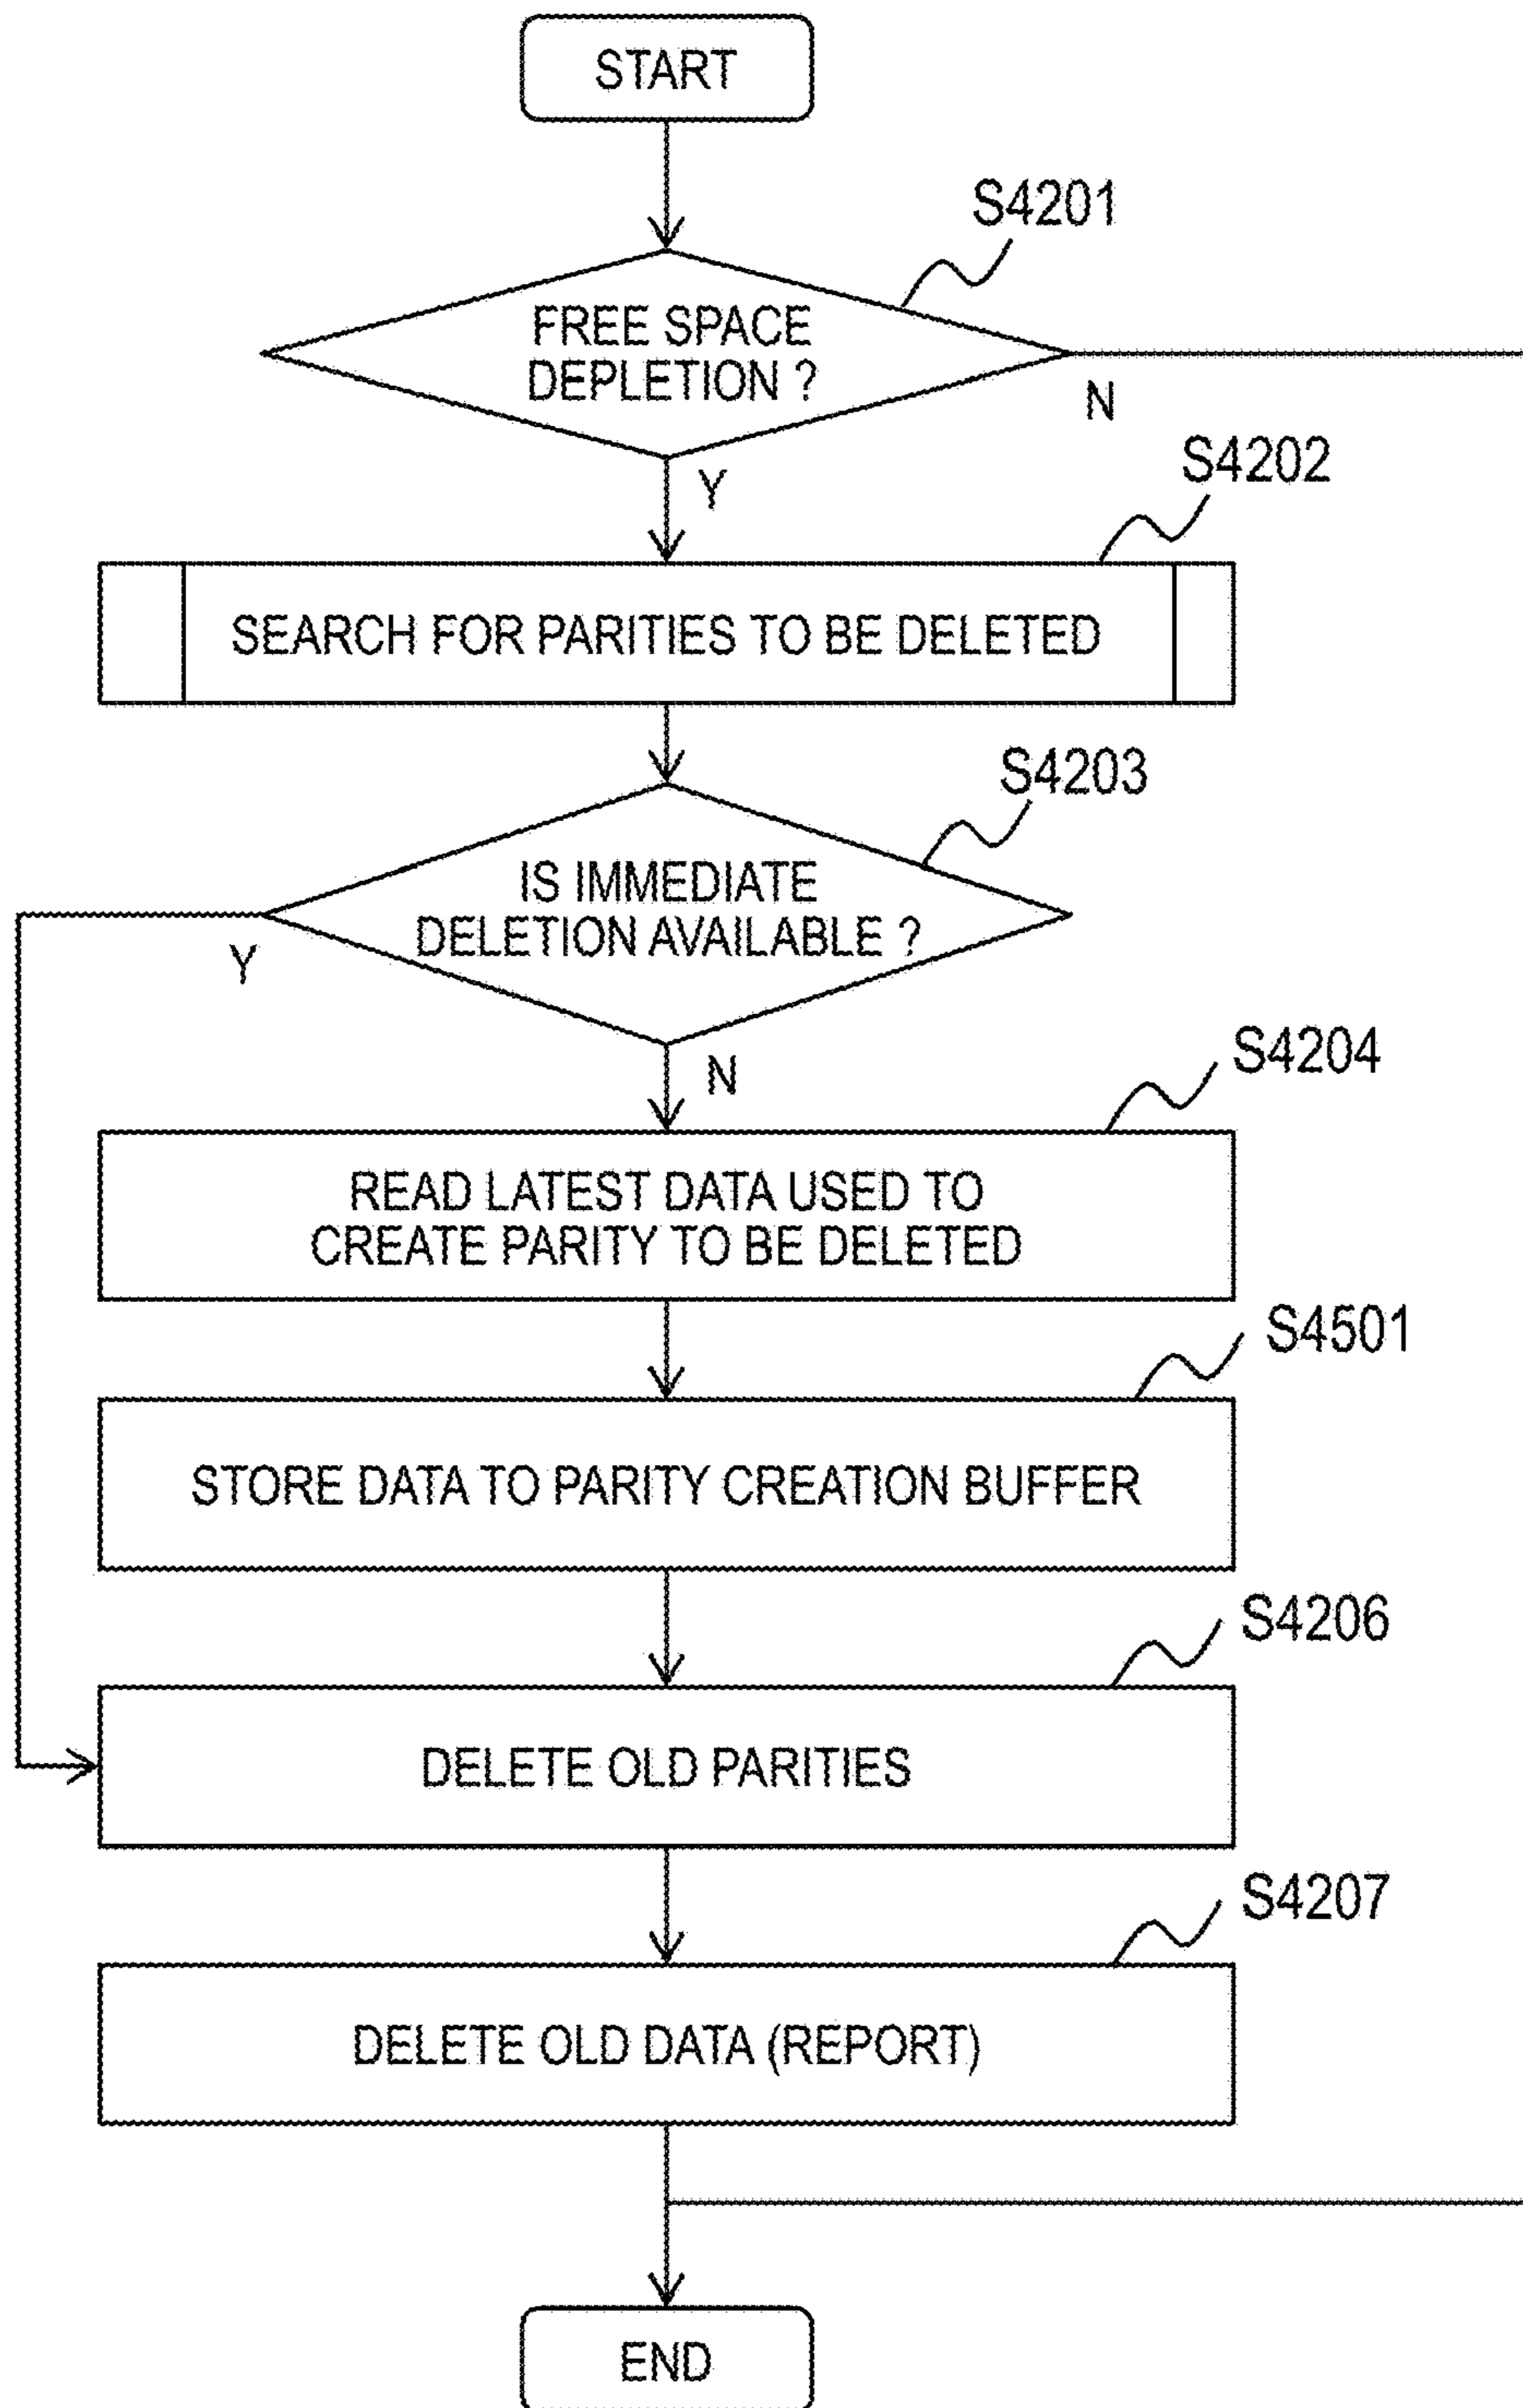 START
S4201
FREE SPACE
DEPLETION ?
N
Y
S4202
SEARCH FOR PARITIES TO BE DELETED
S4203
IS IMMEDIATE
DELETION AVAILABLE ?
Y
N
S4204
READ LATEST DATA USED TO
CREATE PARITY TO BE DELETED
S4501
STORE DATA TO PARITY CREATION BUFFER
S4206
DELETE OLD PARITIES
S4207
DELETE OLD DATA (REPORT)
END